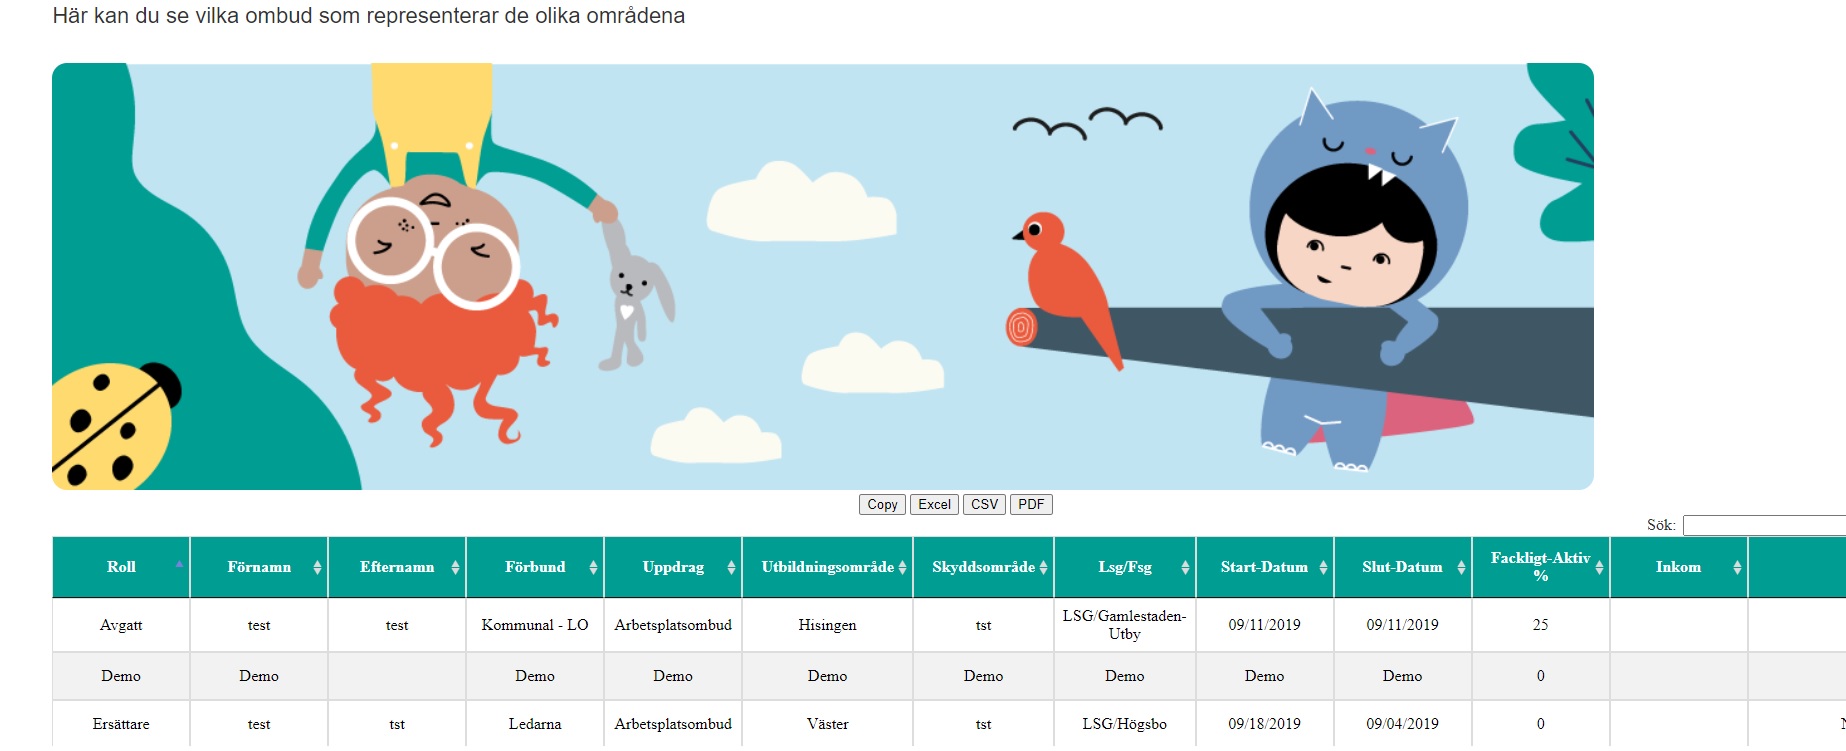 Här kan du se vilka ombud som representerar de olika områdena
Copy Excel CSV PDF
Sök:
Roll Förnamn Efternamn Förbund Uppdrag Utbildningsområde Skyddsområde Lsg/Fsg Start-Datum Slut-Datum Fackligt-Aktiv % Inkom
Avgatt test test Kommunal - LO Arbetsplatsombud Hisingen tst LSG/Gamlestaden-Utby 09/11/2019 09/11/2019 25
Demo Demo Demo Demo Demo Demo Demo Demo Demo 0
Ersättare test tst Ledarna Arbetsplatsombud Väster tst LSG/Högsbo 09/18/2019 09/04/2019 0